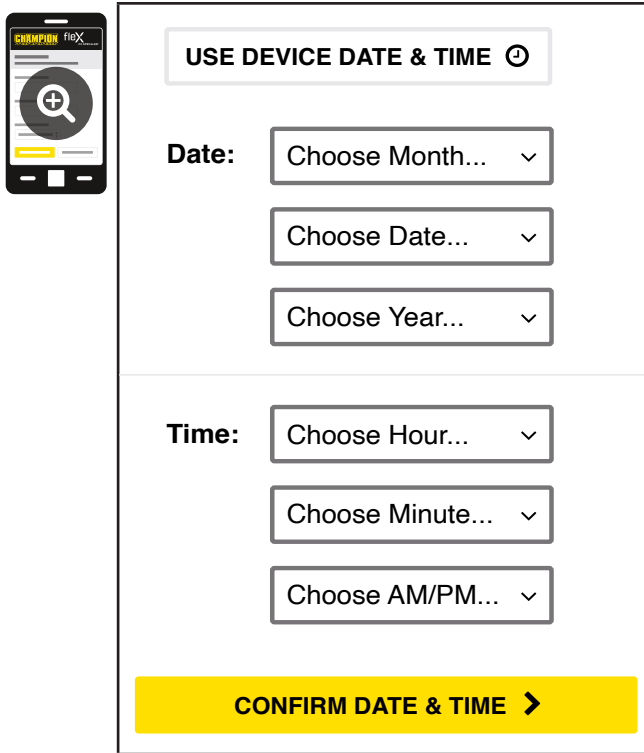 CHAMPION fleX
USE DEVICE DATE & TIME
Date:
Choose Month...
Choose Date...
Choose Year...
Time:
Choose Hour...
Choose Minute...
Choose AM/PM...
CONFIRM DATE & TIME